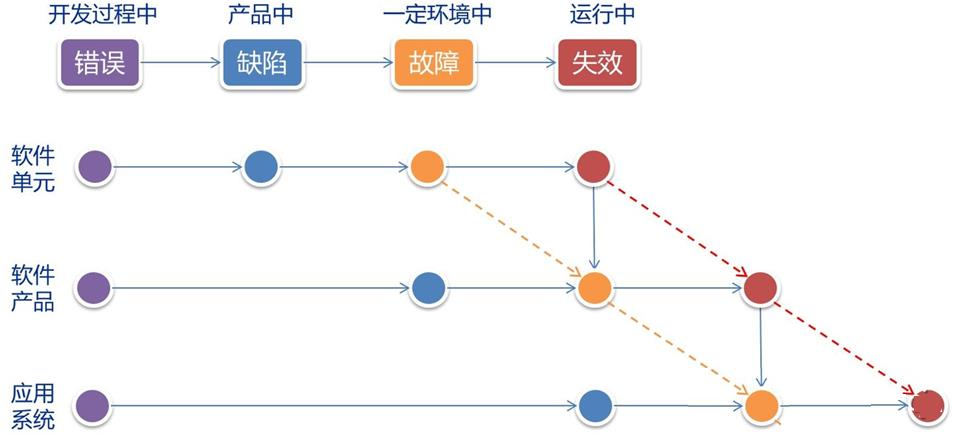 开发过程中 产品中 一定环境中 运行中
错误 缺陷 故障 失效
软件
单元
软件
产品
应用
系统